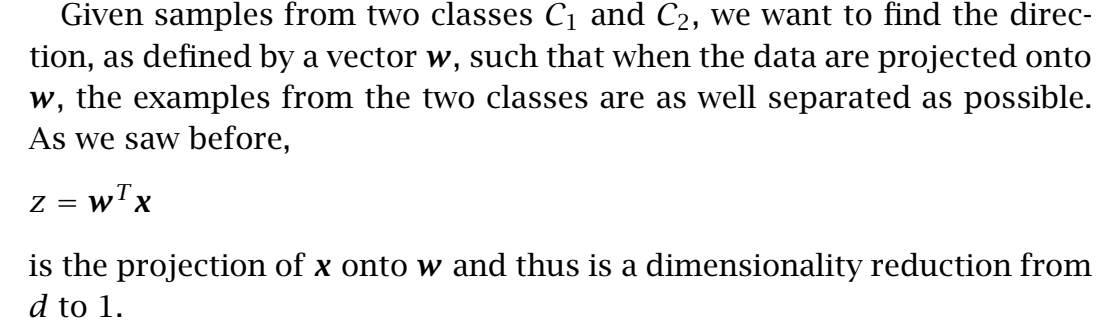 Given samples from two classes C₁ and C₂, we want to find the direc-
tion, as defined by a vector w, such that when the data are projected onto
w, the examples from the two classes are as well separated as possible.
As we saw before,
z = wᵀx
is the projection of x onto w and thus is a dimensionality reduction from
d to 1.